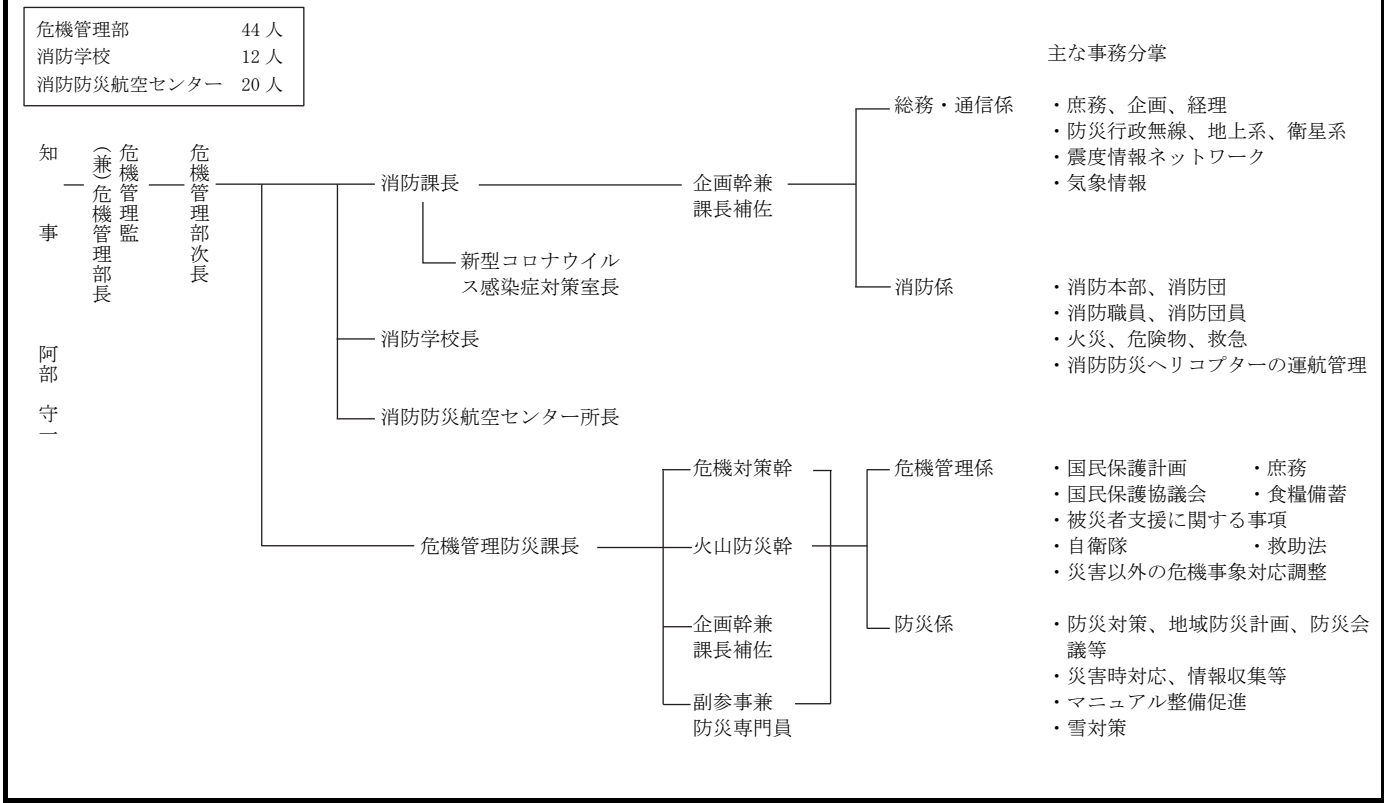 危機管理部 44 人
消防学校 12 人
消防防災航空センター 20 人
主な事務分掌
知事 阿部 守一
危機管理監
(兼)危機管理部長
危機管理部次長
消防課長
企画幹兼
課長補佐
新型コロナウイル
ス感染症対策室長
消防学校長
消防防災航空センター所長
総務・通信係
・庶務、企画、経理
・防災行政無線、地上系、衛星系
・震度情報ネットワーク
・気象情報
消防係
・消防本部、消防団
・消防職員、消防団員
・火災、危険物、救急
・消防防災ヘリコプターの運航管理
危機管理防災課長
危機対策幹
火山防災幹
企画幹兼
課長補佐
副参事兼
防災専門員
危機管理係
・国民保護計画 ・庶務
・国民保護協議会 ・食糧備蓄
・被災者支援に関する事項
・自衛隊 ・救助法
・災害以外の危機事象対応調整
防災係
・防災対策、地域防災計画、防災会
議等
・災害時対応、情報収集等
・マニュアル整備促進
・雪対策